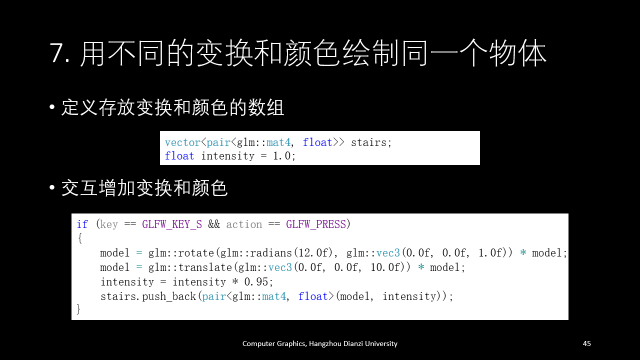 7. 用不同的变换和颜色绘制同一个物体
• 定义存放变换和颜色的数组
vector<pair<glm::mat4, float>> stairs;
float intensity = 1.0;
• 交互增加变换和颜色
if (key == GLFW_KEY_S && action == GLFW_PRESS)
{
    model = glm::rotate(glm::radians(12.0f), glm::vec3(0.0f, 0.0f, 1.0f)) * model;
    model = glm::translate(glm::vec3(0.0f, 0.0f, 10.0f)) * model;
    intensity = intensity * 0.95;
    stairs.push_back(pair<glm::mat4, float>(model, intensity));
}
Computer Graphics, Hangzhou Dianzi University
45